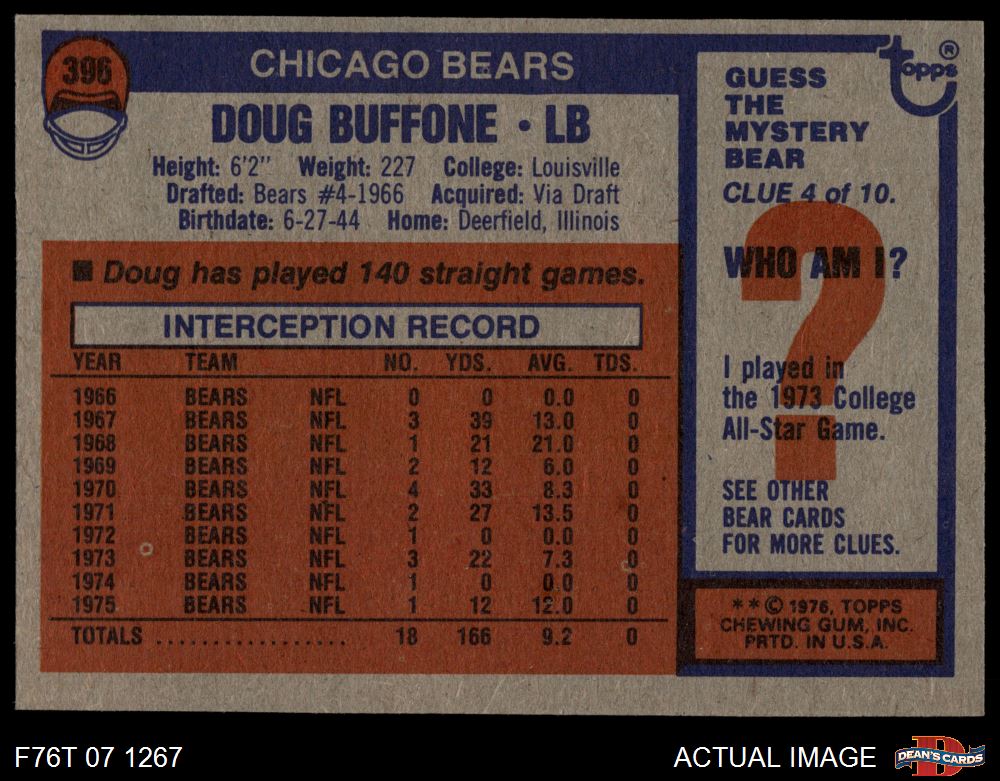 396
CHICAGO BEARS
DOUG BUFFONE • LB
Height: 6'2" Weight: 227 College: Louisville
Drafted: Bears #4-1966 Acquired: Via Draft
Birthdate: 6-27-44 Home: Deerfield, Illinois
■ Doug has played 140 straight games.
INTERCEPTION RECORD
YEAR TEAM NO. YDS. AVG. TDS.
1966 BEARS NFL 0 0 0.0 0
1967 BEARS NFL 3 39 13.0 0
1968 BEARS NFL 1 21 21.0 0
1969 BEARS NFL 2 12 6.0 0
1970 BEARS NFL 4 33 8.3 0
1971 BEARS NFL 2 27 13.5 0
1972 BEARS NFL 1 0 0.0 0
1973 BEARS NFL 3 22 7.3 0
1974 BEARS NFL 1 0 0.0 0
1975 BEARS NFL 1 12 12.0 0
TOTALS .................. 18 166 9.2 0
topps ®
GUESS
THE
MYSTERY
BEAR
CLUE 4 of 10.
?
WHO AM I?
I played in
the 1973 College
All-Star Game.
SEE OTHER
BEAR CARDS
FOR MORE CLUES.
**© 1976, TOPPS
CHEWING GUM, INC.
PRTD. IN U.S.A.
F76T 07 1267
ACTUAL IMAGE
D
DEAN'S CARDS